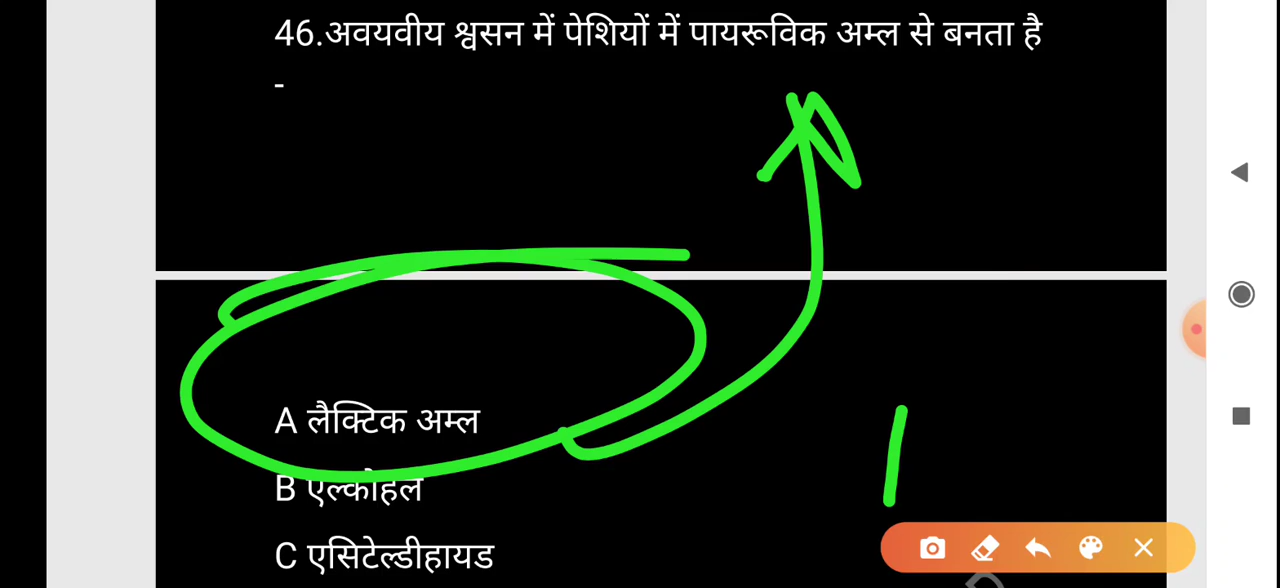 46.अवयवीय श्वसन में पेशियों में पायरूविक अम्ल से बनता है
-
A लैक्टिक अम्ल
B एल्कोहल
C एसिटेल्डीहायड